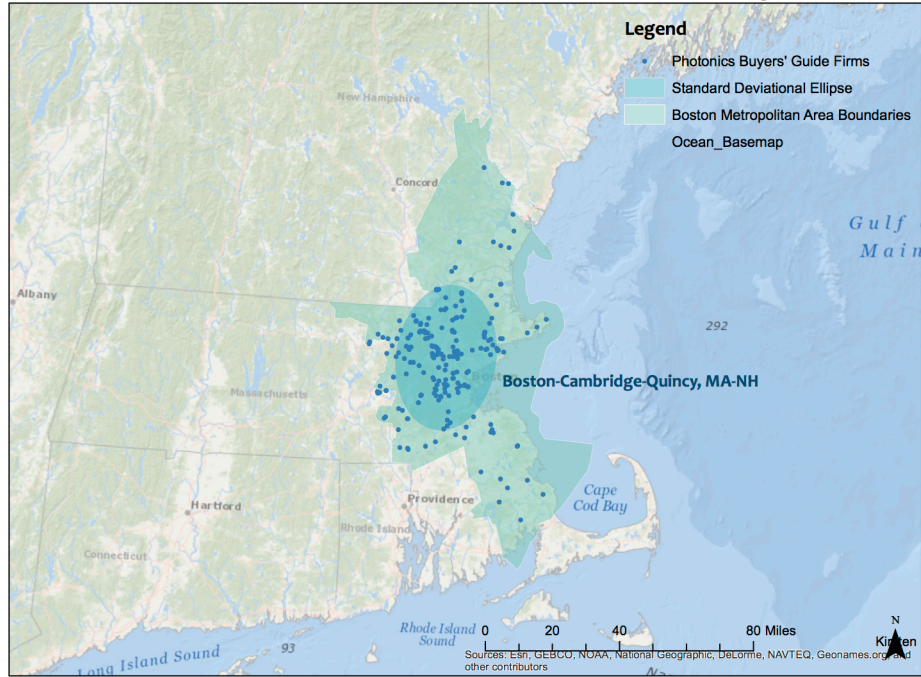 Legend
Photonics Buyers' Guide Firms
Standard Deviational Ellipse
Boston Metropolitan Area Boundaries
Ocean_Basemap
New Hampshire
Concord
Gulf
Main
Albany
292
Boston-Cambridge-Quincy, MA-NH
Massachusetts
Boston
Cape
Cod Bay
Providence
Hartford
Rhode Island
Connecticut
Rhode Island
Sound
93
Long Island Sound
0 20 40 80 Miles
N
Sources: Esri, GEBCO, NOAA, National Geographic, DeLorme, NAVTEQ, Geonames.org, and
other contributors
Na